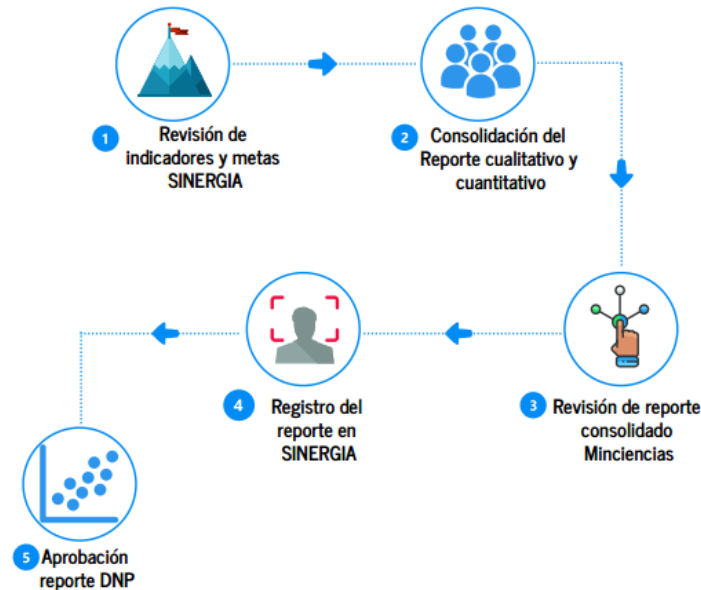 1
Revisión de
indicadores y metas
SINERGIA
2
Consolidación del
Reporte cualitativo y
cuantitativo
3
Revisión de reporte
consolidado
Minciencias
4
Registro del
reporte en
SINERGIA
5
Aprobación
reporte DNP